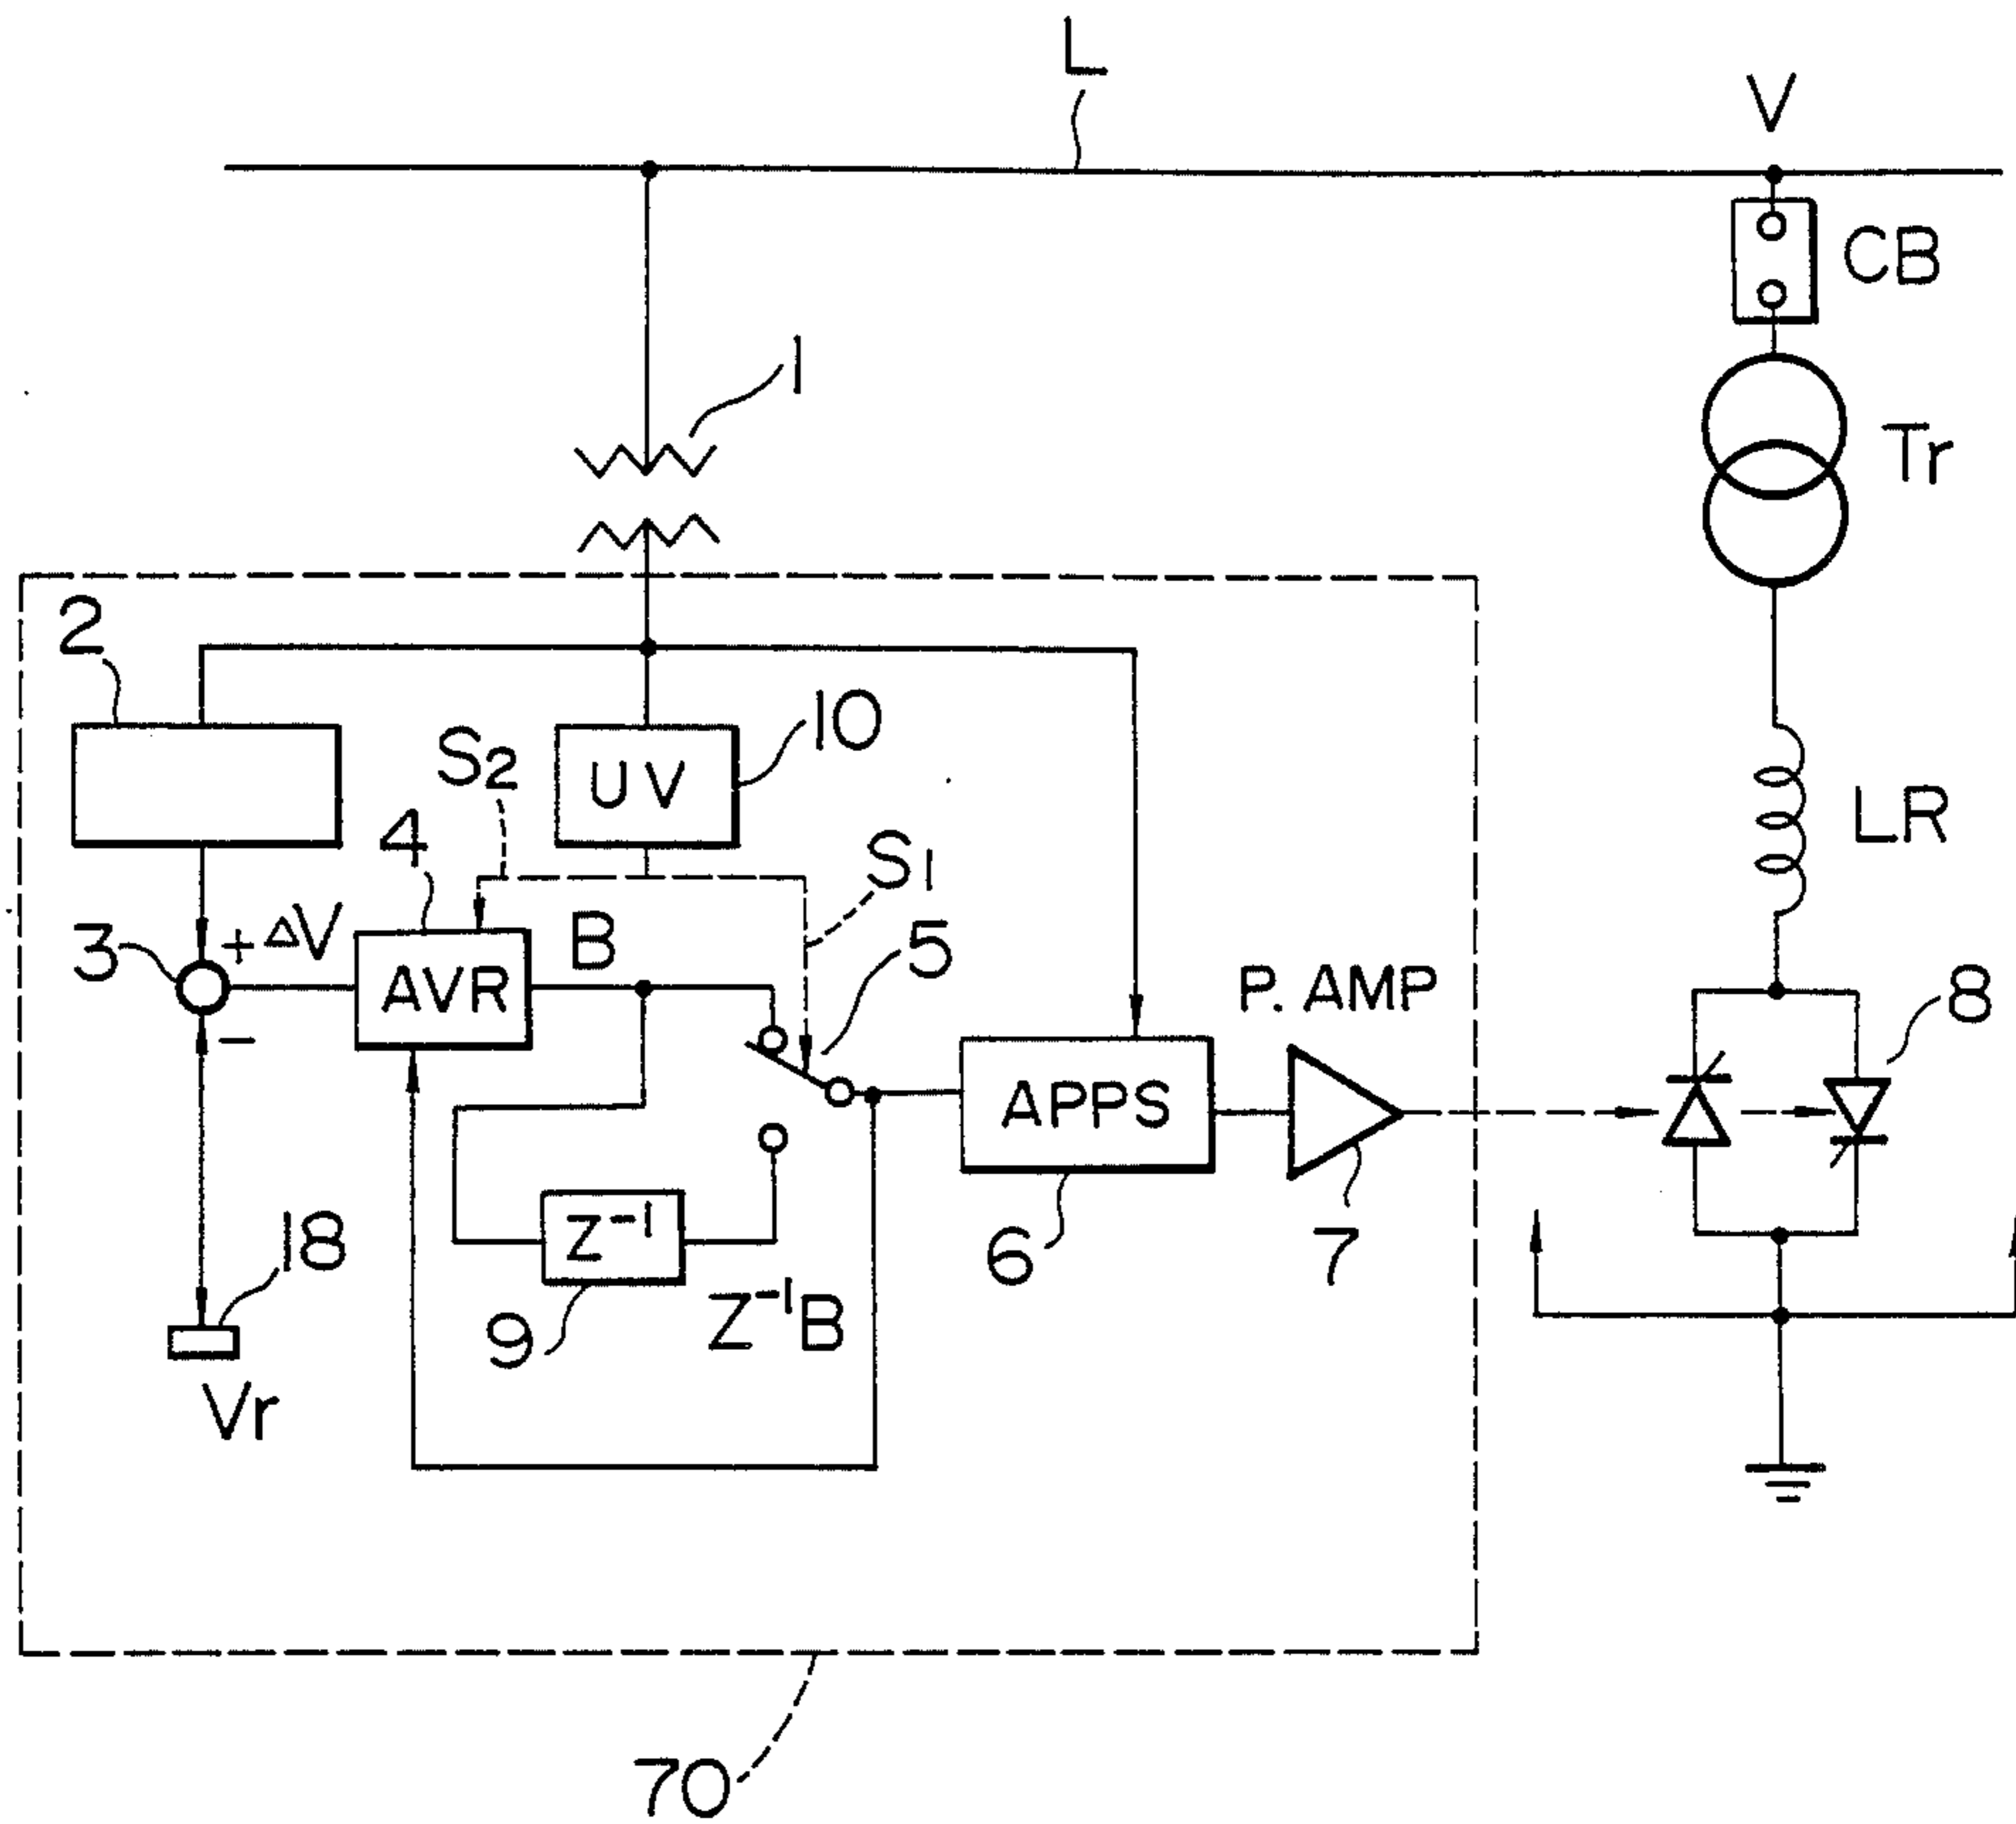 L
V
CB
1
Tr
2
10
S2
UV
LR
4
S1
+ ΔV
B
5
3
AVR
P. AMP
8
−
APPS
18
Z⁻¹
6
7
9
Z⁻¹B
Vr
70